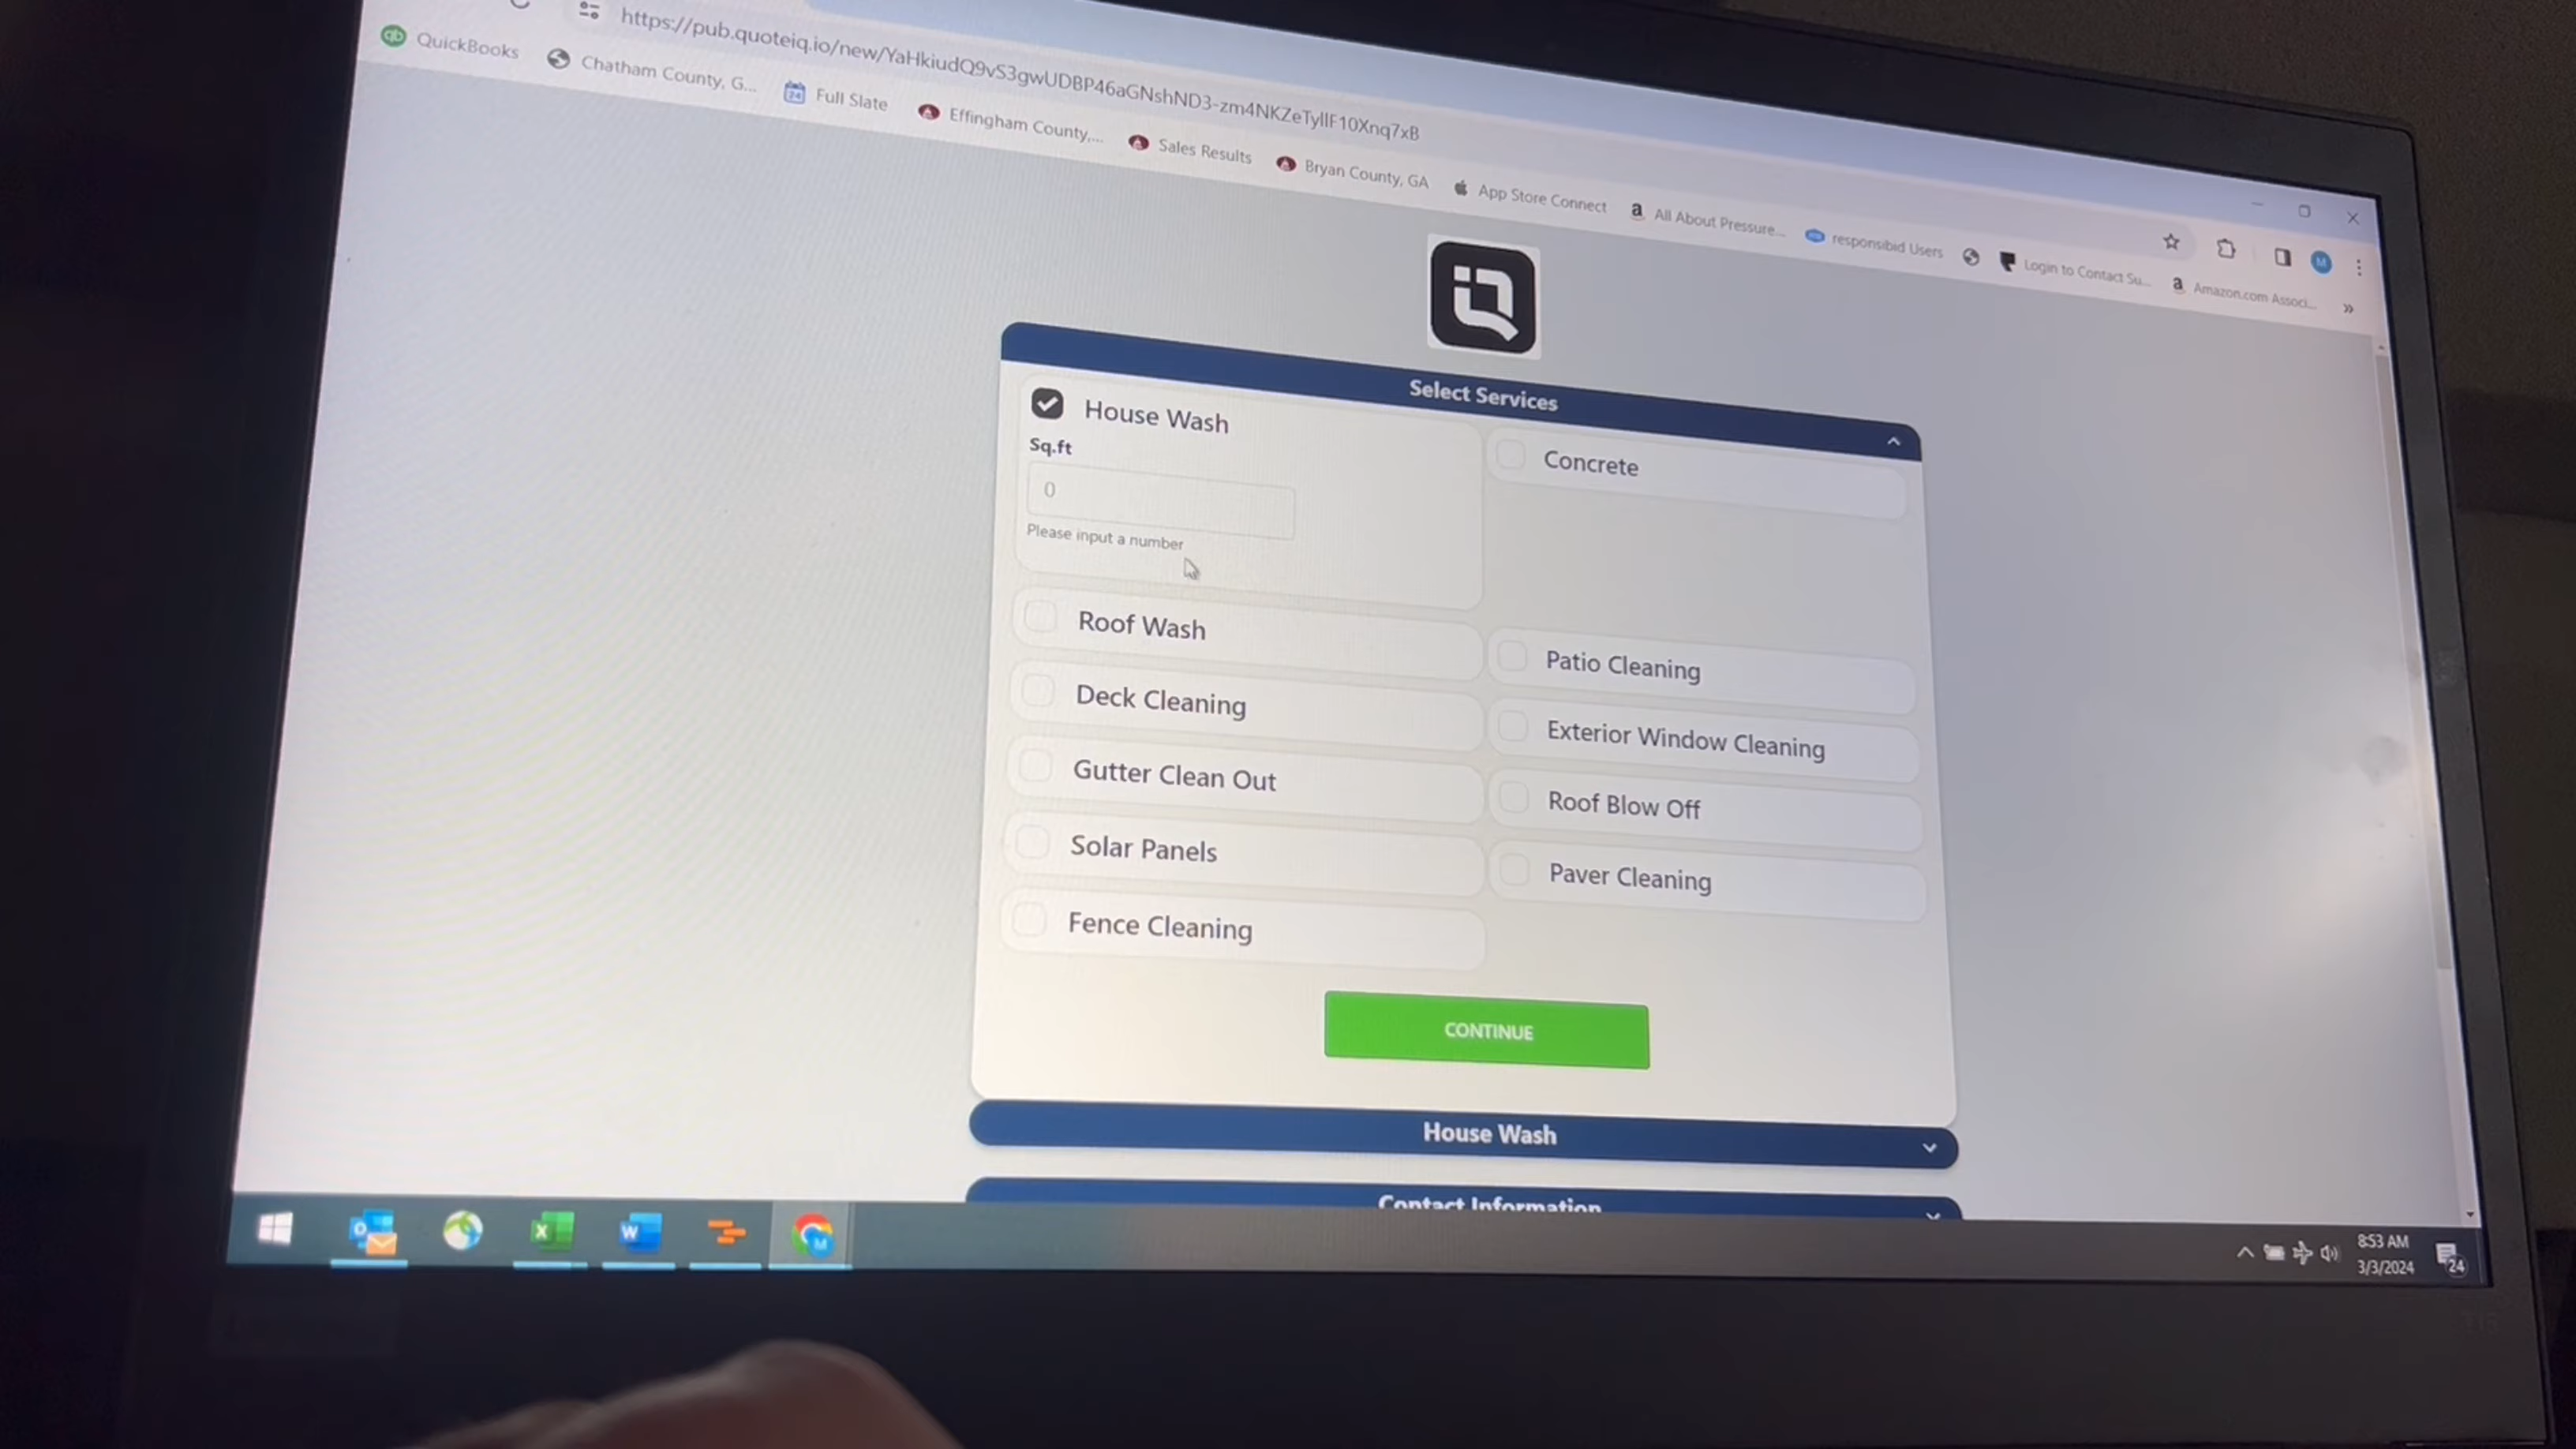 https://pub.quoteiq.io/new/YaHkiudQ9vS3gwUDBP46aGNshND3-zm4NKZeTyllF10Xnq7xB
qb QuickBooks Chatham County, G... 24 Full Slate Effingham County,... Sales Results Bryan County, GA App Store Connect a All About Pressure... responsibid Users Login to Contact Su... a Amazon.com Associ... »
M
Select Services
House Wash
Concrete
Sq.ft
0
Please input a number
Roof Wash
Patio Cleaning
Deck Cleaning
Exterior Window Cleaning
Gutter Clean Out
Roof Blow Off
Solar Panels
Paver Cleaning
Fence Cleaning
CONTINUE
House Wash
Contact Information
8:53 AM
3/3/2024
24